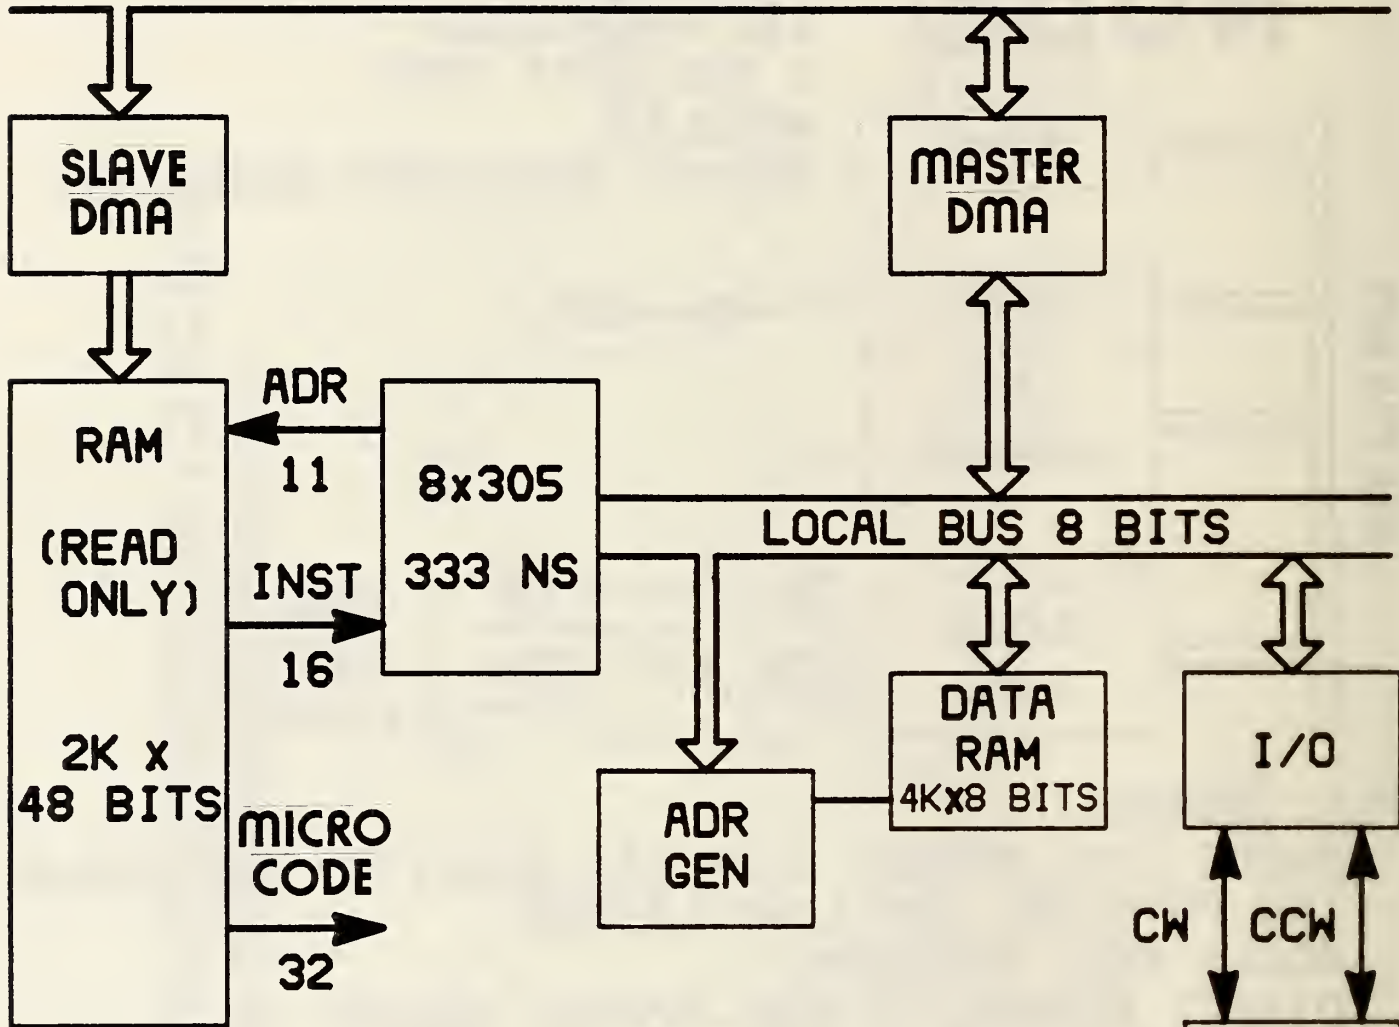 SLAVE
DMA
MASTER
DMA
RAM
(READ
ONLY)
2K X
48 BITS
ADR
11
INST
16
MICRO
CODE
32
8x305
333 NS
LOCAL BUS 8 BITS
ADR
GEN
DATA
RAM
4KX8 BITS
I/O
CW
CCW